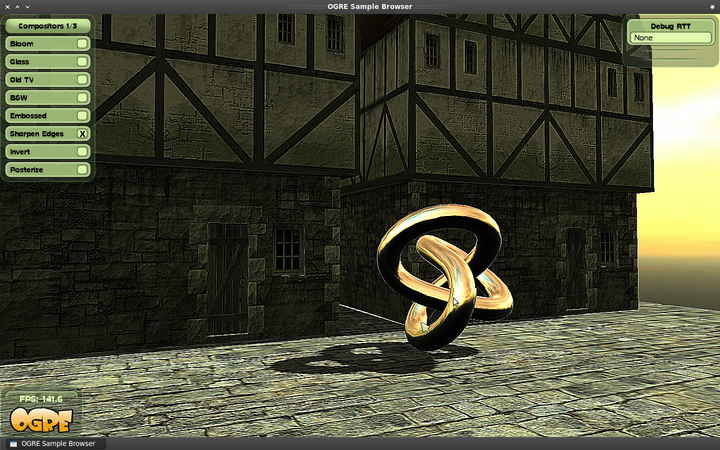 OGRE Sample Browser
Compositors 1/3
Bloom
Glass
Old TV
B&W
Embossed
Sharpen Edges X
Invert
Posterize
Debug RTT
None
FPS: 141.6
OGRE
OGRE Sample Browser